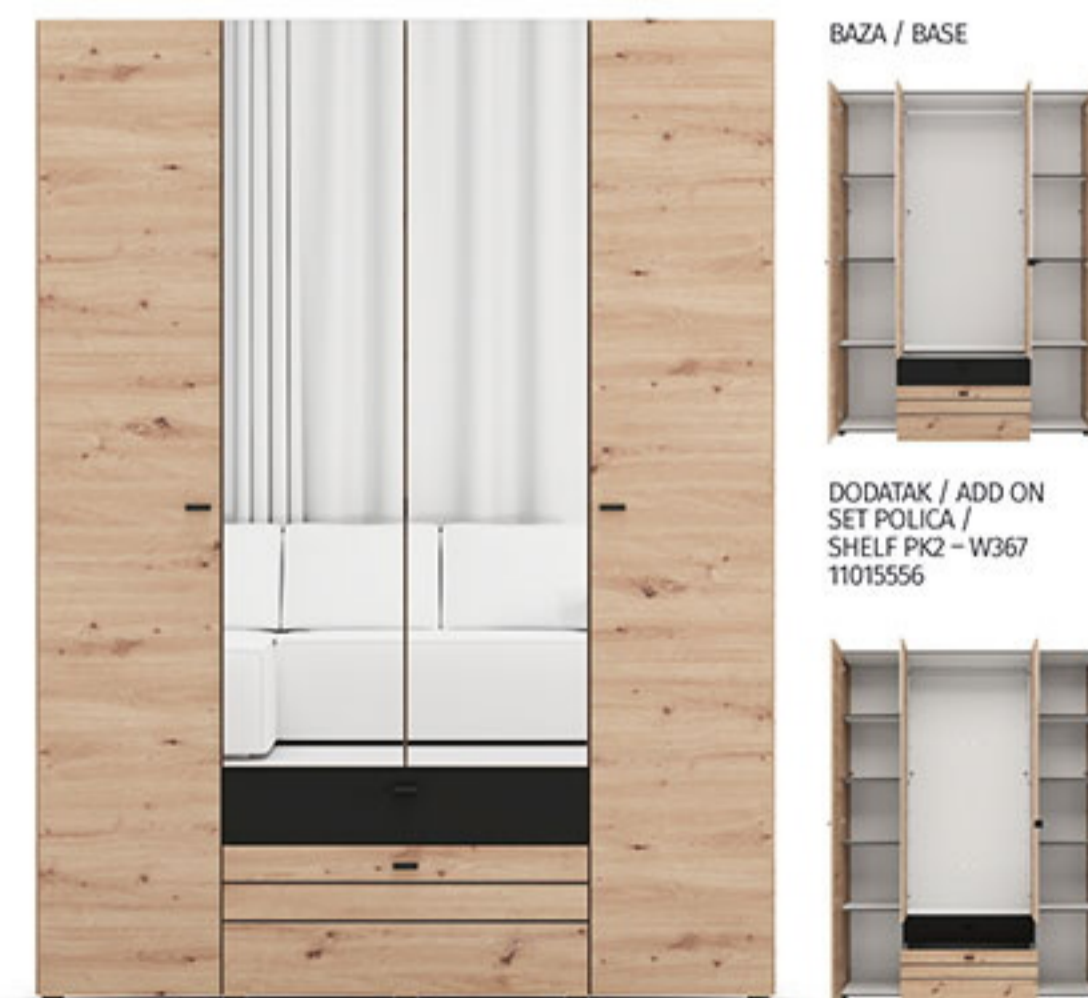 BAZA / BASE
DODATAK / ADD ON
SET POLICA /
SHELF PK2 – W367
11015556